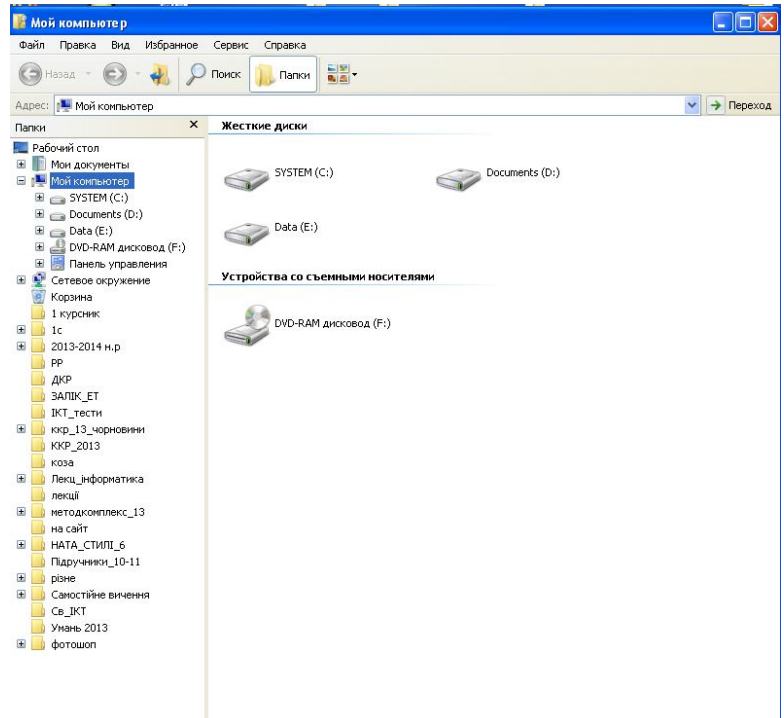 Мой компьютер
Файл Правка Вид Избранное Сервис Справка
Назад Поиск Папки
Адрес: Мой компьютер Переход
Папки
Рабочий стол
Мои документы
Мой компьютер
SYSTEM (C:)
Documents (D:)
Data (E:)
DVD-RAM дисковод (F:)
Панель управления
Сетевое окружение
Корзина
1 курсник
1с
2013-2014 н.р
РР
ДКР
ЗАЛІК_ЕТ
ІКТ_тести
ккр_13_чорновини
ККР_2013
коза
Лекц_інформатика
лекції
методкомплекс_13
на сайт
НАТА_СТИЛІ_6
Підручники_10-11
різне
Самостійне вичення
Св_ІКТ
Умань 2013
фотошоп
Жесткие диски
SYSTEM (C:) Documents (D:)
Data (E:)
Устройства со съемными носителями
DVD-RAM дисковод (F:)